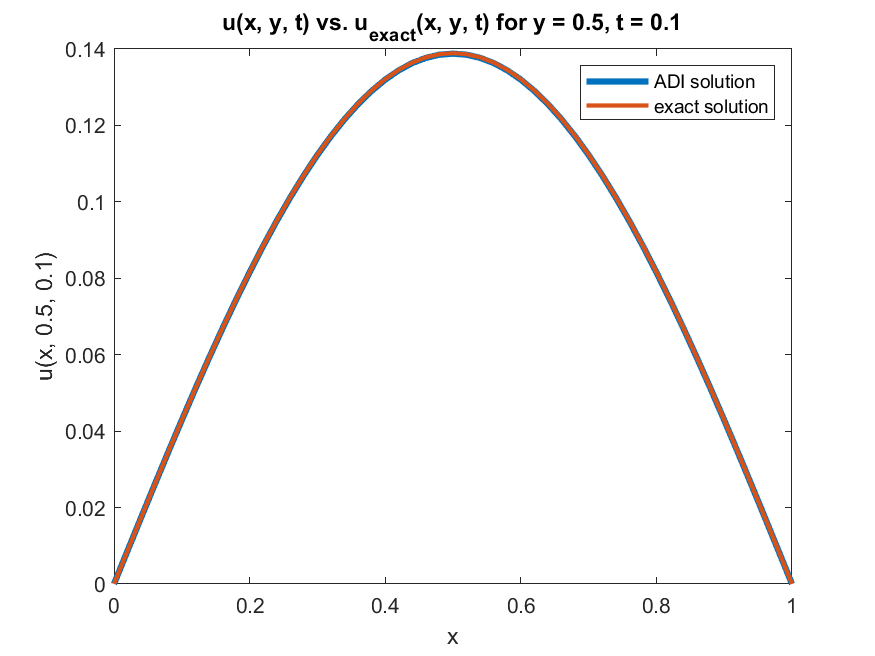 u(x, y, t) vs. u_exact(x, y, t) for y = 0.5, t = 0.1
ADI solution
exact solution
u(x, 0.5, 0.1)
0.14
0.12
0.1
0.08
0.06
0.04
0.02
0
0 0.2 0.4 0.6 0.8 1
x